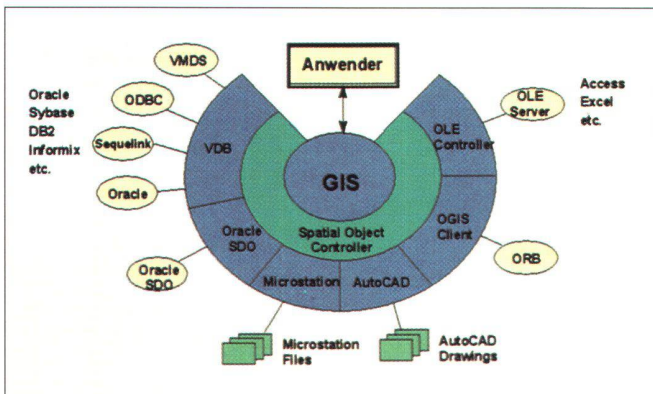 VMDS
Anwender
Oracle
Sybase
DB2
Informix
etc.
ODBC
Sequelink
Oracle
Oracle
SDO
VDB
Oracle
SDO
Microstation
AutoCAD
OGIS
Client
OLE
Controller
GIS
Spatial Object
Controller
OLE
Server
Access
Excel
etc.
ORB
Microstation
Files
AutoCAD
Drawings